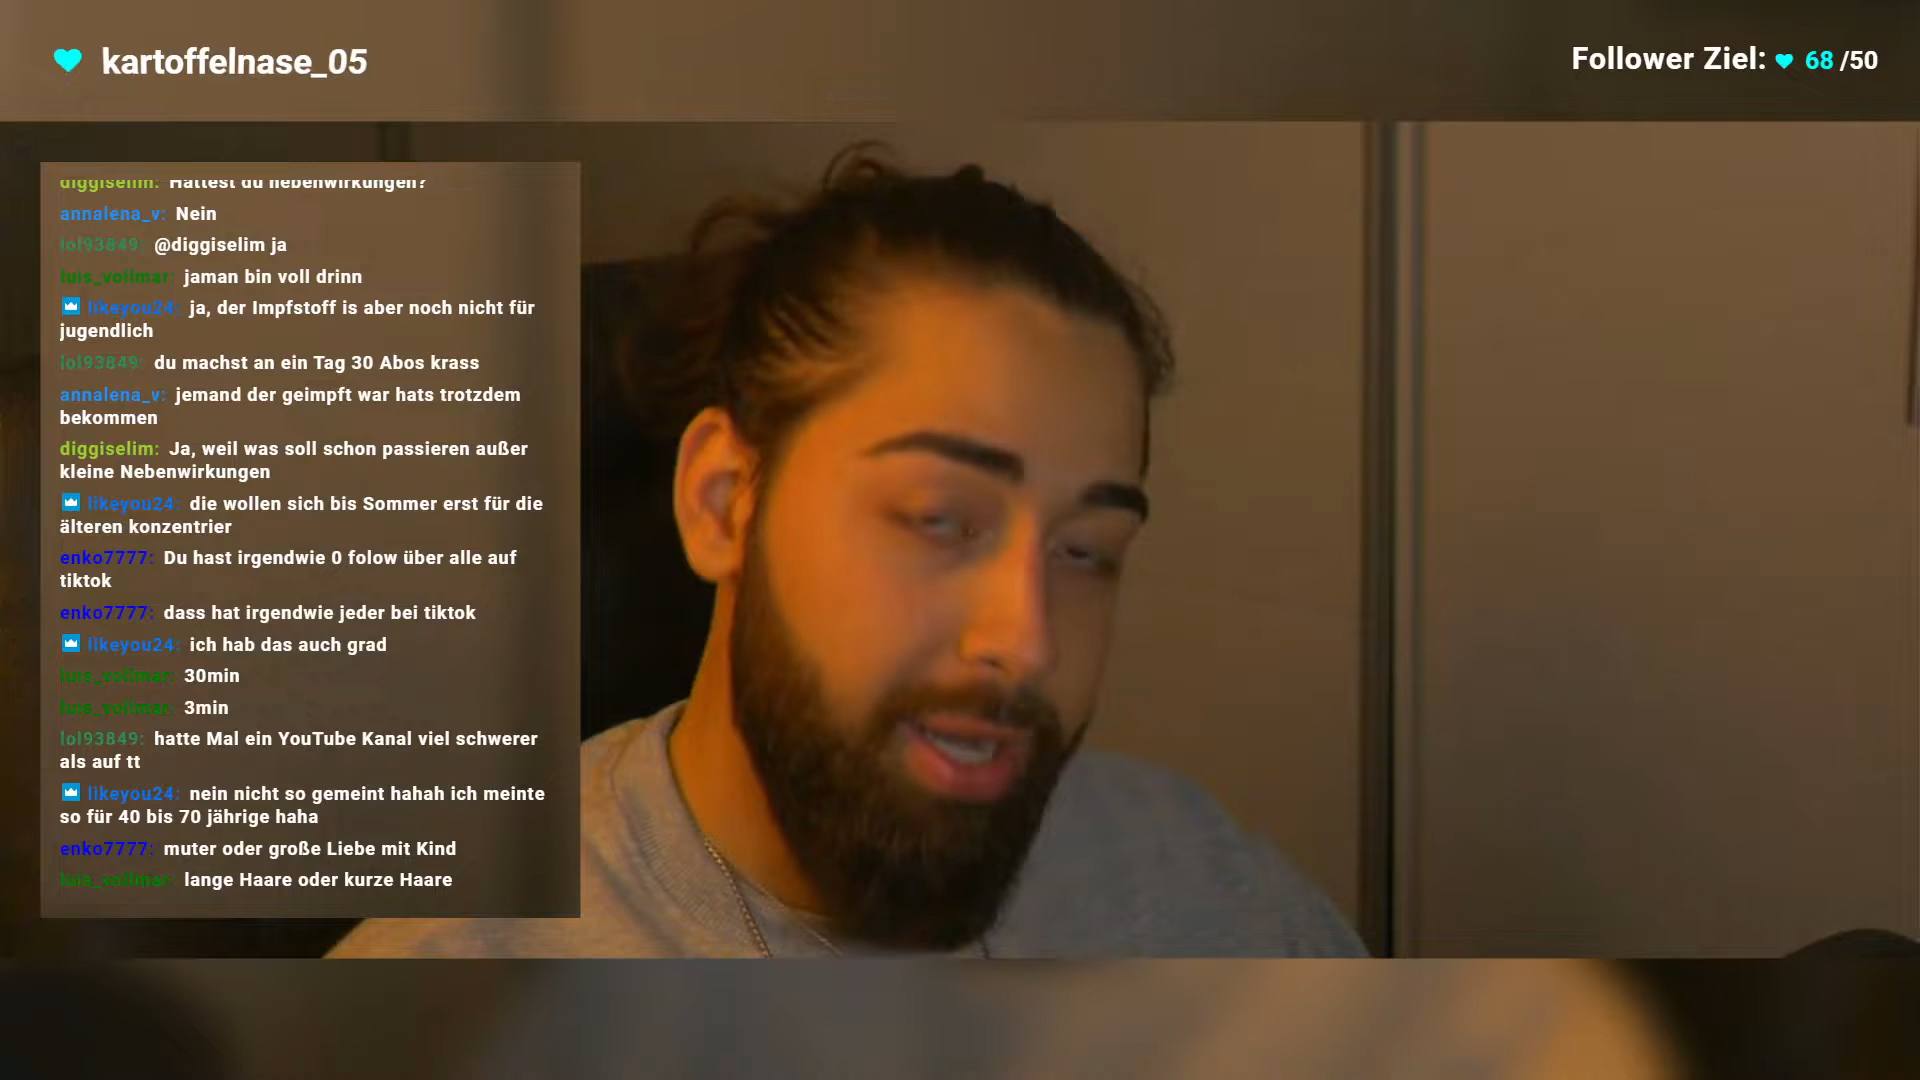 kartoffelnase_05
Follower Ziel: 68 /50
diggiselim: Hattest du nebenwirkungen?
annalena_v: Nein
lol93849: @diggiselim ja
luis_vollmar: jaman bin voll drinn
likeyou24: ja, der Impfstoff is aber noch nicht für
jugendlich
lol93849: du machst an ein Tag 30 Abos krass
annalena_v: jemand der geimpft war hats trotzdem
bekommen
diggiselim: Ja, weil was soll schon passieren außer
kleine Nebenwirkungen
likeyou24: die wollen sich bis Sommer erst für die
älteren konzentrier
enko7777: Du hast irgendwie 0 folow über alle auf
tiktok
enko7777: dass hat irgendwie jeder bei tiktok
likeyou24: ich hab das auch grad
luis_vollmar: 30min
luis_vollmar: 3min
lol93849: hatte Mal ein YouTube Kanal viel schwerer
als auf tt
likeyou24: nein nicht so gemeint hahah ich meinte
so für 40 bis 70 jährige haha
enko7777: muter oder große Liebe mit Kind
luis_vollmar: lange Haare oder kurze Haare